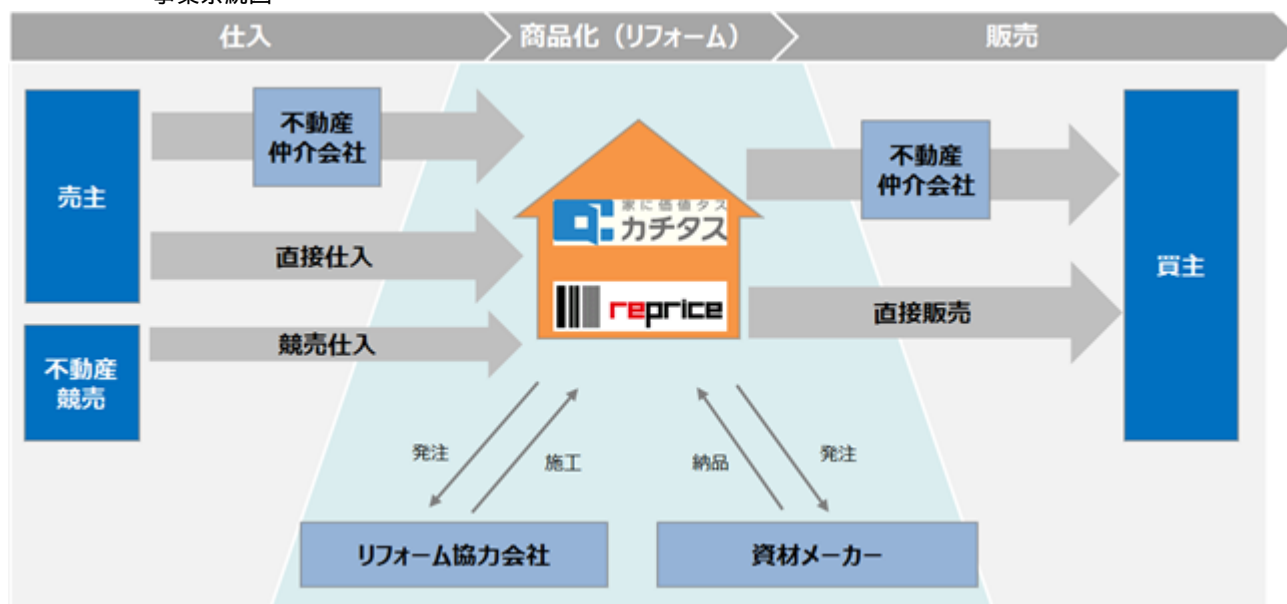 事業系統図
仕入
商品化（リフォーム）
販売
売主
不動産
仲介会社
直接仕入
不動産
競売
競売仕入
家に価値タス
カチタス
reprice
不動産
仲介会社
直接販売
買主
発注
施工
納品
発注
リフォーム協力会社
資材メーカー